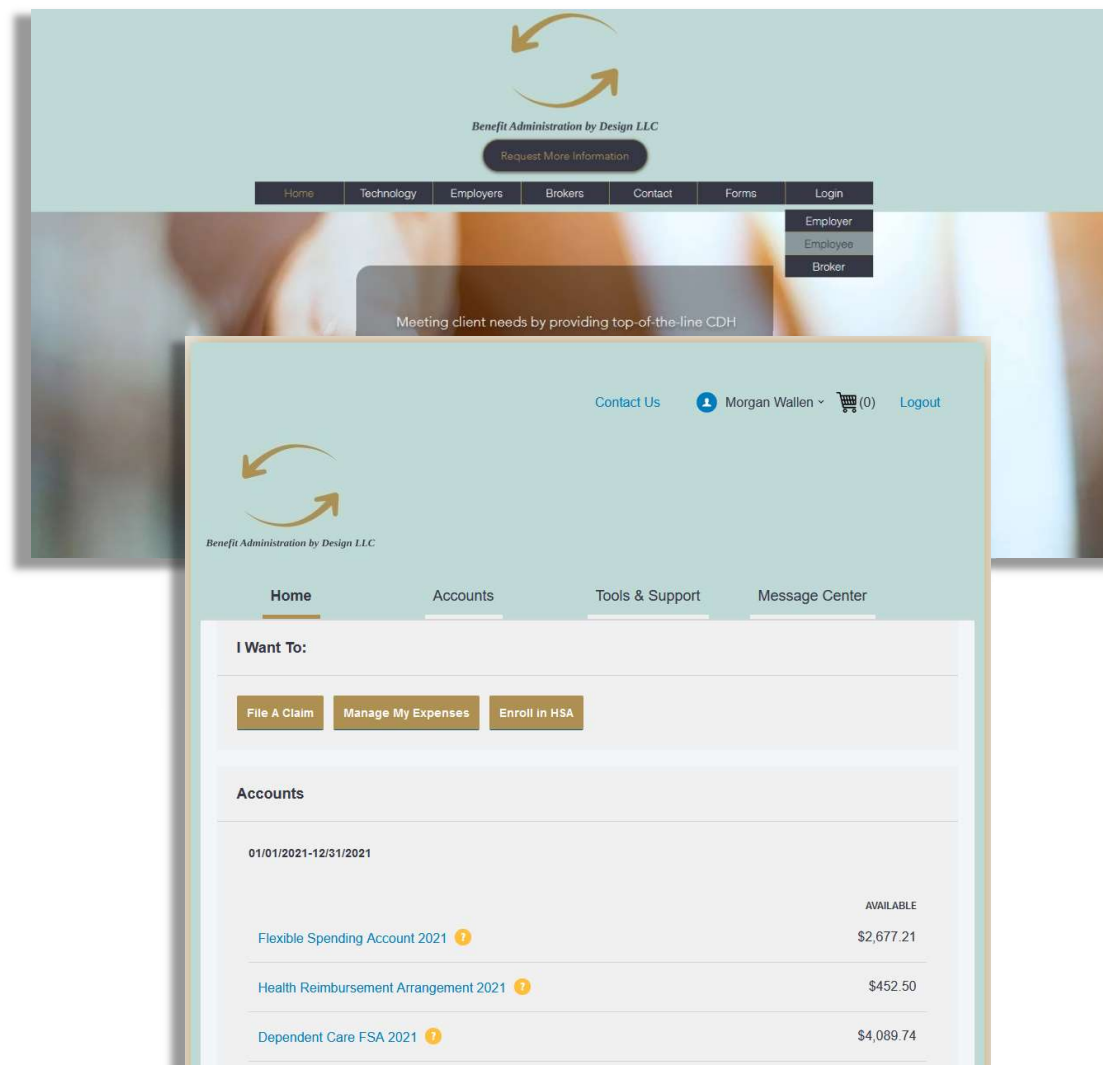 Benefit Administration by Design LLC
Request More Information
Home Technology Employers Brokers Contact Forms Login
Employer
Employee
Broker
Meeting client needs by providing top-of-the-line CDH
Contact Us Morgan Wallen (0) Logout
Benefit Administration by Design LLC
Home Accounts Tools & Support Message Center
I Want To:
File A Claim Manage My Expenses Enroll in HSA
Accounts
01/01/2021-12/31/2021
AVAILABLE
Flexible Spending Account 2021 ? $2,677.21
Health Reimbursement Arrangement 2021 ? $452.50
Dependent Care FSA 2021 ? $4,089.74